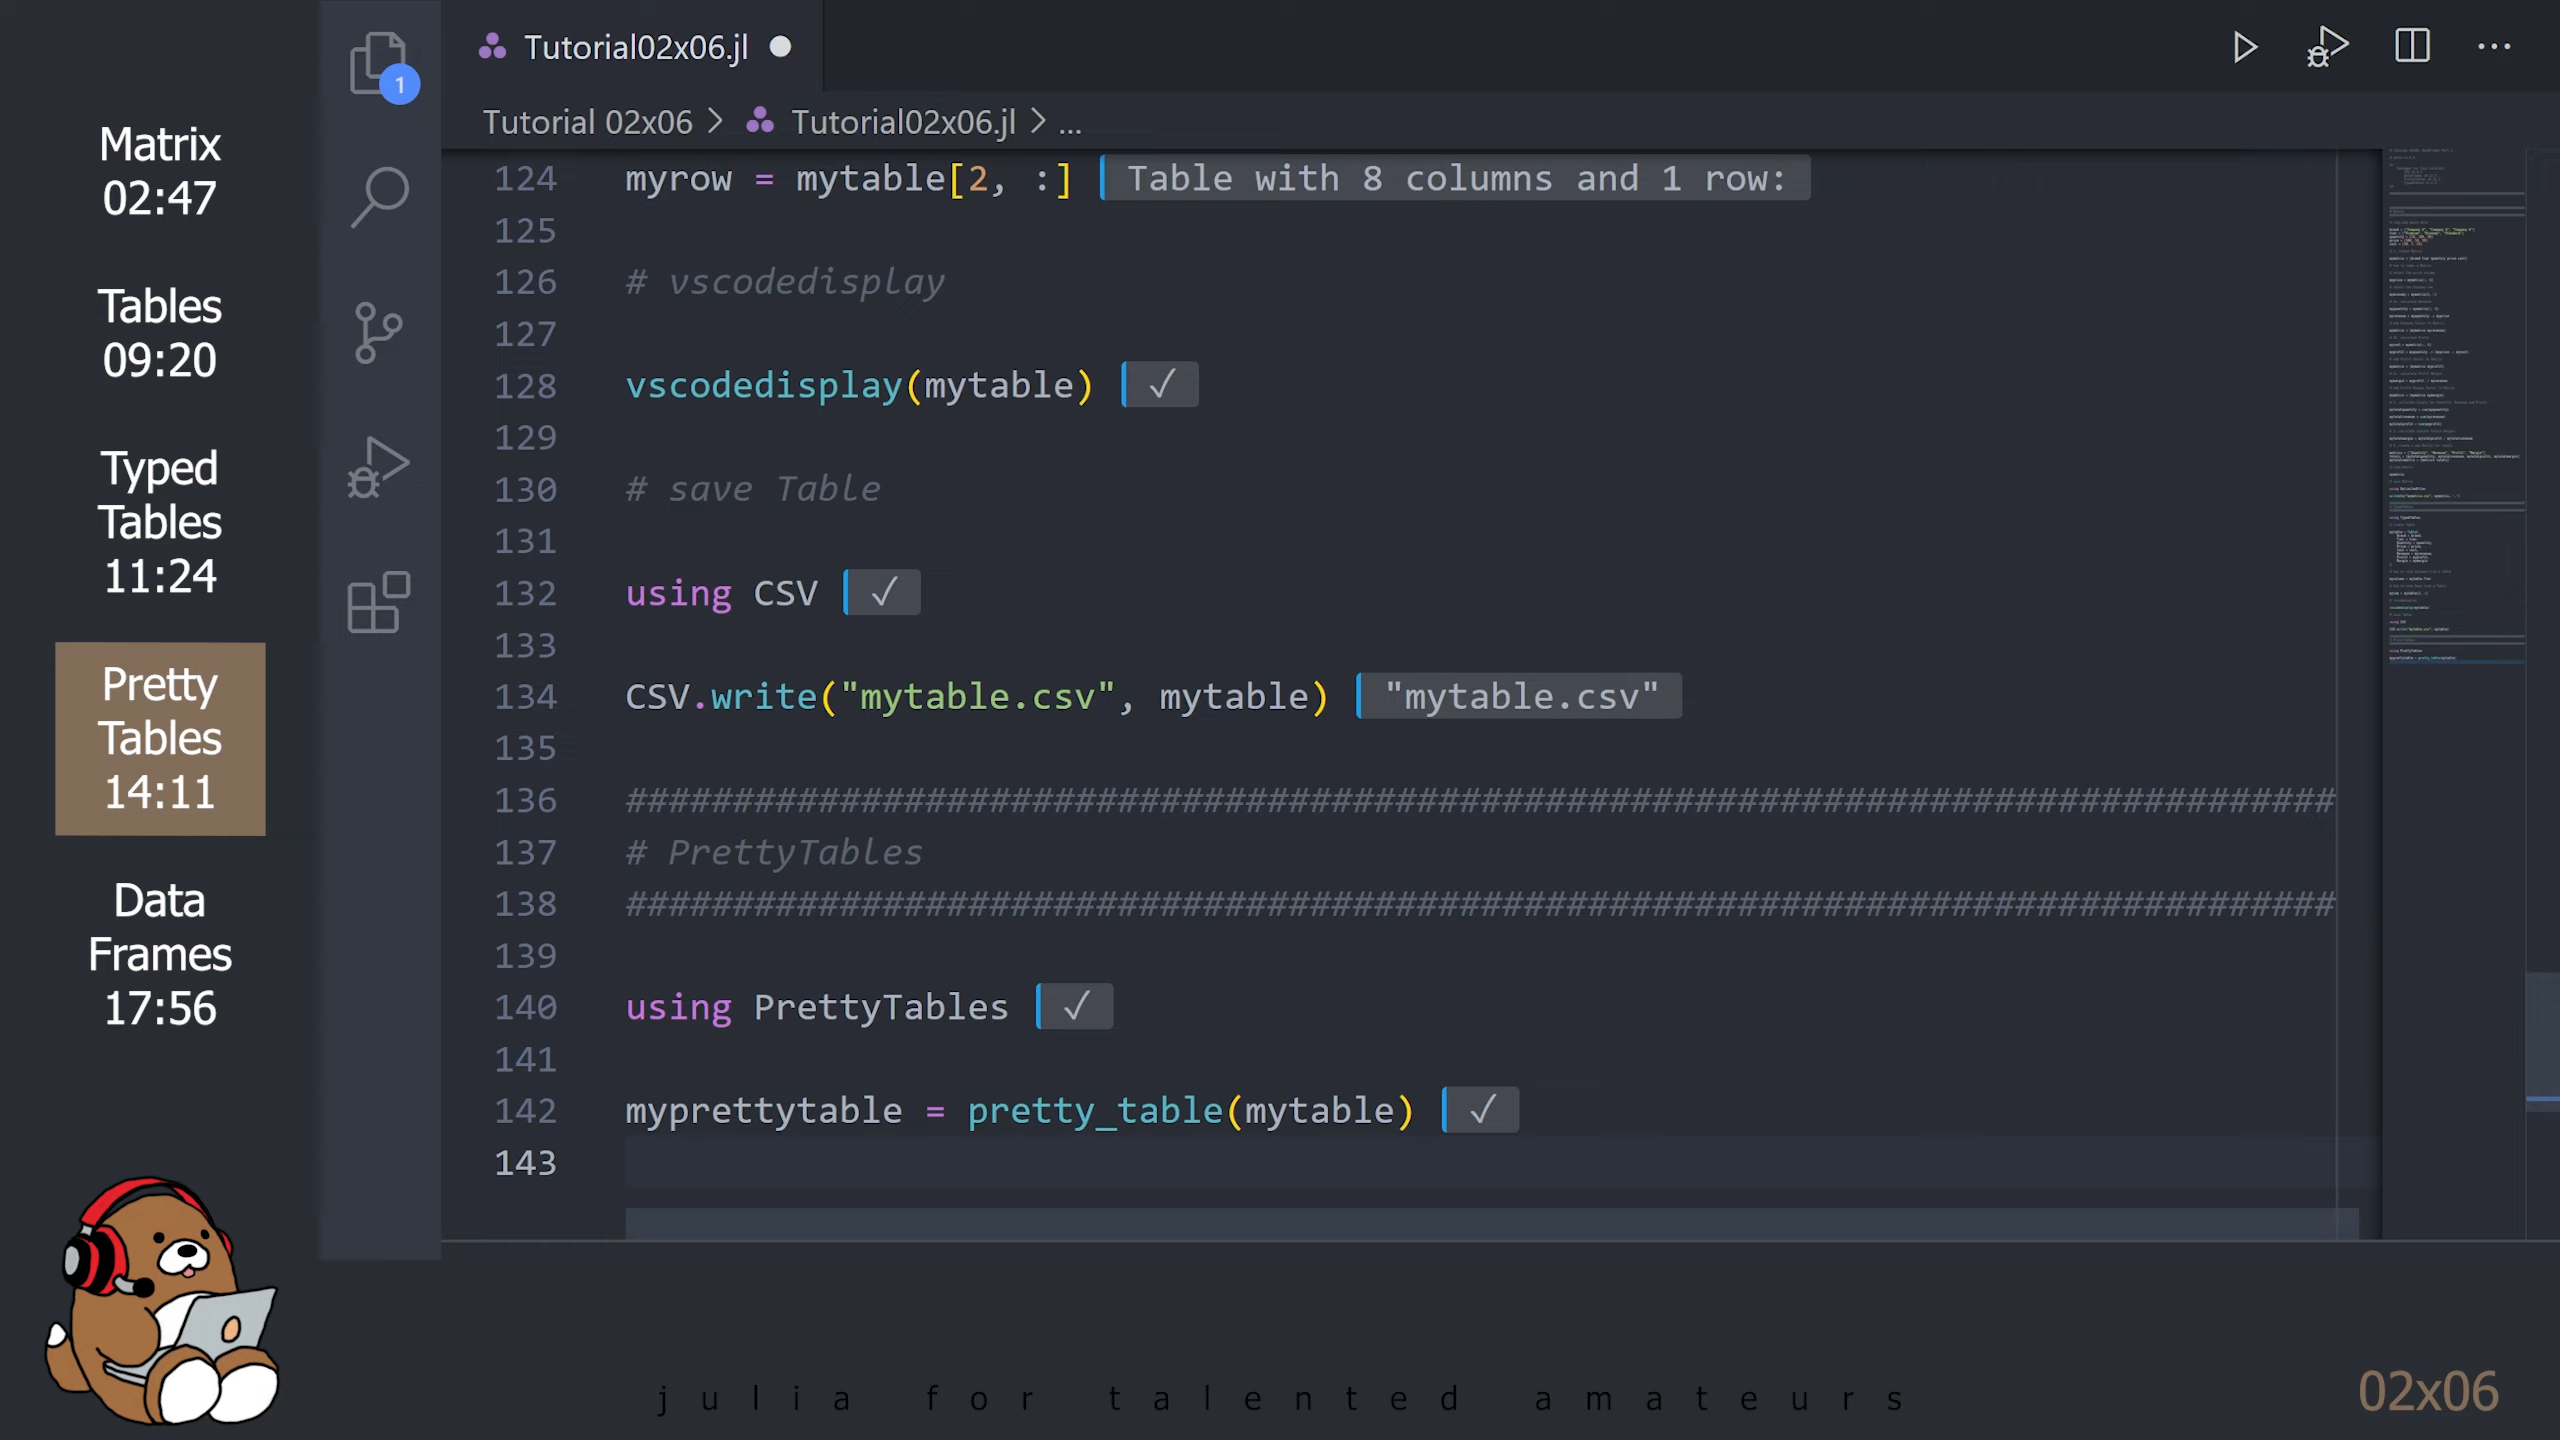 Matrix
02:47
Tables
09:20
Typed
Tables
11:24
Pretty
Tables
14:11
Data
Frames
17:56
1
Tutorial02x06.jl
Tutorial 02x06 > Tutorial02x06.jl > ...
124 myrow = mytable[2, :] Table with 8 columns and 1 row:
125
126 # vscodedisplay
127
128 vscodedisplay(mytable) ✓
129
130 # save Table
131
132 using CSV ✓
133
134 CSV.write("mytable.csv", mytable) "mytable.csv"
135
136 ################################################################################
137 # PrettyTables
138 ################################################################################
139
140 using PrettyTables ✓
141
142 myprettytable = pretty_table(mytable) ✓
143
julia for talented amateurs
02x06